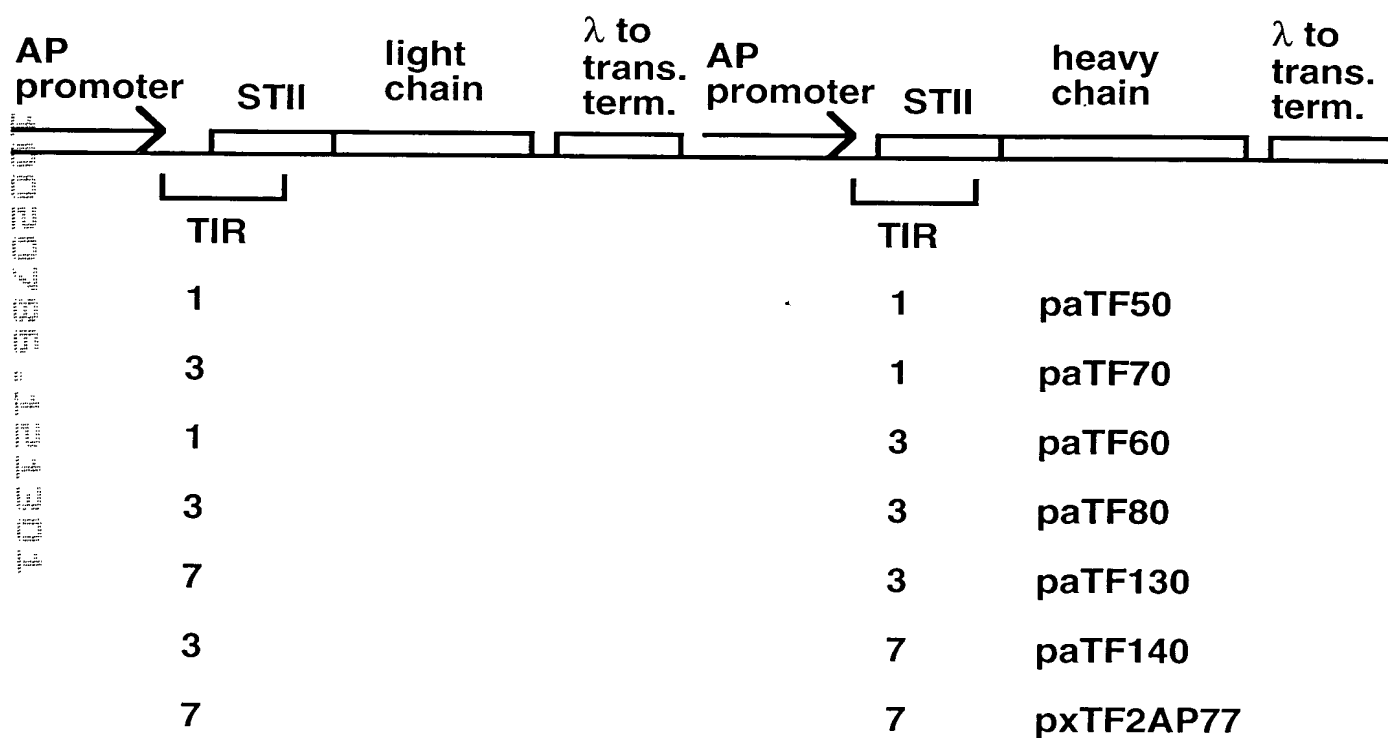 AP
promoter
STII
light
chain
λ to
trans.
term.
AP
promoter
STII
heavy
chain
λ to
trans.
term.
TIR
TIR
1 1 paTF50
3 1 paTF70
1 3 paTF60
3 3 paTF80
7 3 paTF130
3 7 paTF140
7 7 pxTF2AP77